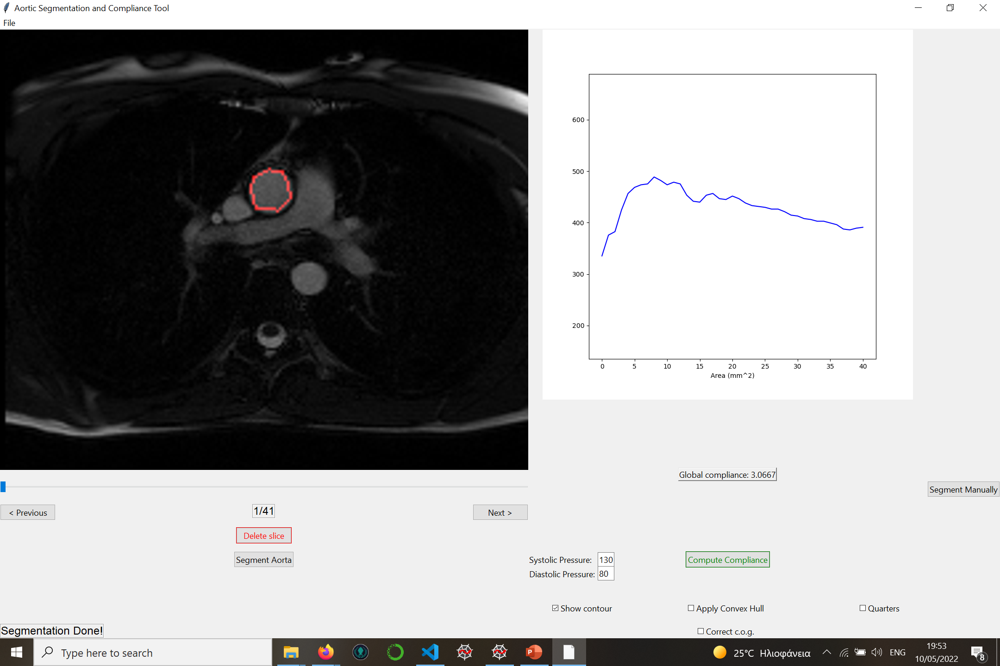 Aortic Segmentation and Compliance Tool
File
600
500
400
300
200
0 5 10 15 20 25 30 35 40
Area (mm^2)
Global compliance: 3.0667
Segment Manually
< Previous
1/41
Next >
Delete slice
Segment Aorta
Systolic Pressure: 130
Diastolic Pressure: 80
Compute Compliance
Show contour
Apply Convex Hull
Quarters
Correct c.o.g.
Segmentation Done!
Type here to search
P
25°C Ηλιοφάνεια
ENG
19:53
10/05/2022
8